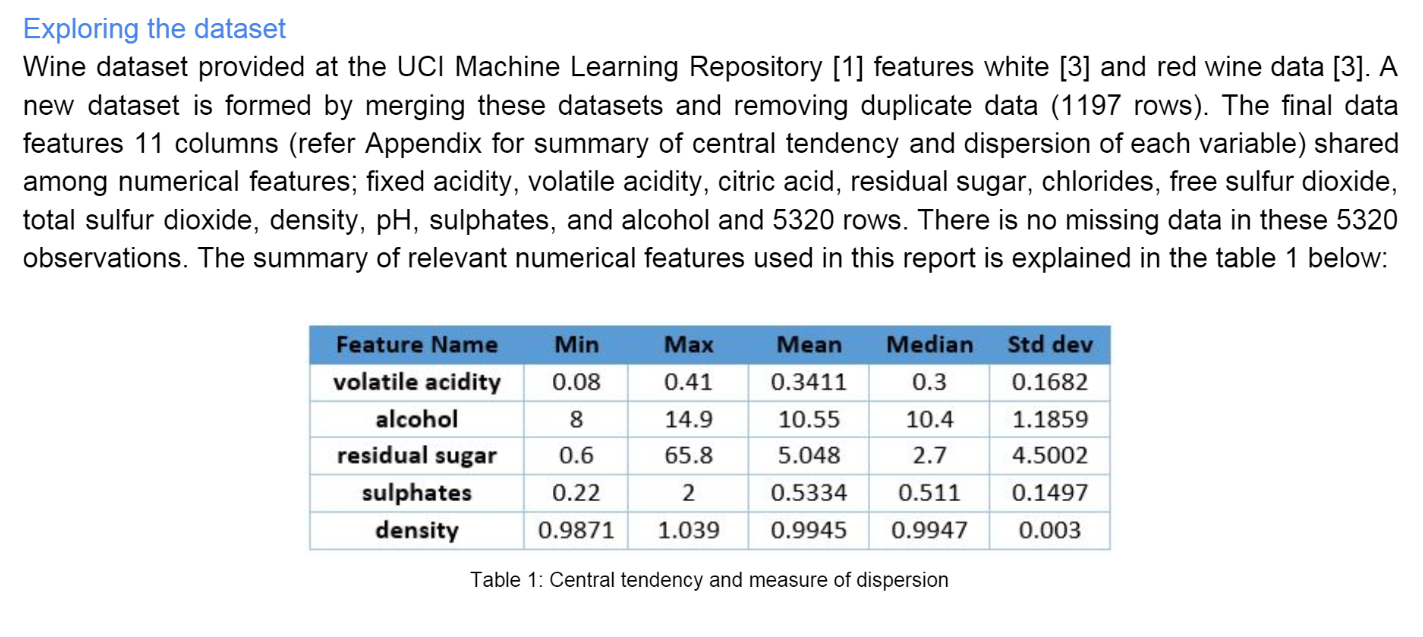 Exploring the dataset
Wine dataset provided at the UCI Machine Learning Repository [1] features white [3] and red wine data [3]. A
new dataset is formed by merging these datasets and removing duplicate data (1197 rows). The final data
features 11 columns (refer Appendix for summary of central tendency and dispersion of each variable) shared
among numerical features; fixed acidity, volatile acidity, citric acid, residual sugar, chlorides, free sulfur dioxide,
total sulfur dioxide, density, pH, sulphates, and alcohol and 5320 rows. There is no missing data in these 5320
observations. The summary of relevant numerical features used in this report is explained in the table 1 below:
Feature Name Min Max Mean Median Std dev
volatile acidity 0.08 0.41 0.3411 0.3 0.1682
alcohol 8 14.9 10.55 10.4 1.1859
residual sugar 0.6 65.8 5.048 2.7 4.5002
sulphates 0.22 2 0.5334 0.511 0.1497
density 0.9871 1.039 0.9945 0.9947 0.003
Table 1: Central tendency and measure of dispersion